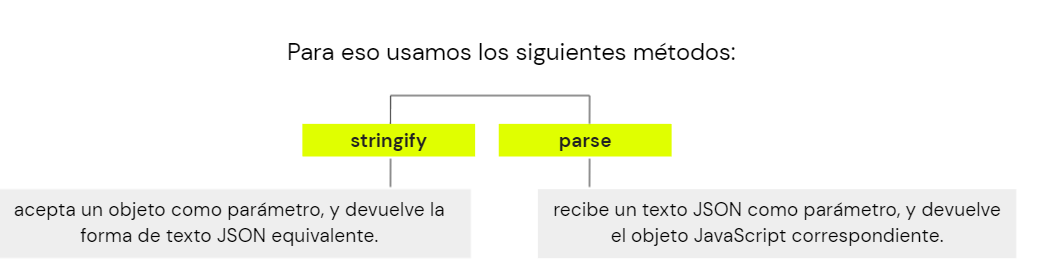 Para eso usamos los siguientes métodos:
stringify
parse
acepta un objeto como parámetro, y devuelve la
forma de texto JSON equivalente.
recibe un texto JSON como parámetro, y devuelve
el objeto JavaScript correspondiente.